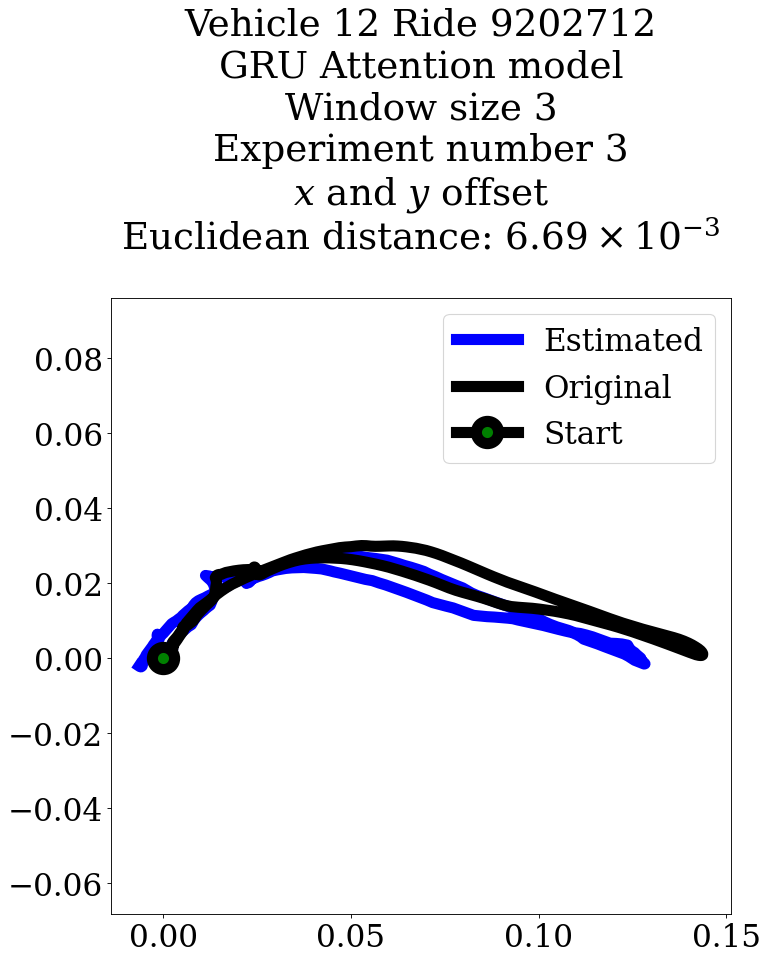 Vehicle 12 Ride 9202712
GRU Attention model
Window size 3
Experiment number 3
x and y offset
Euclidean distance: 6.69 × 10⁻³
Estimated
Original
Start
0.08
0.06
0.04
0.02
0.00
−0.02
−0.04
−0.06
0.00 0.05 0.10 0.15